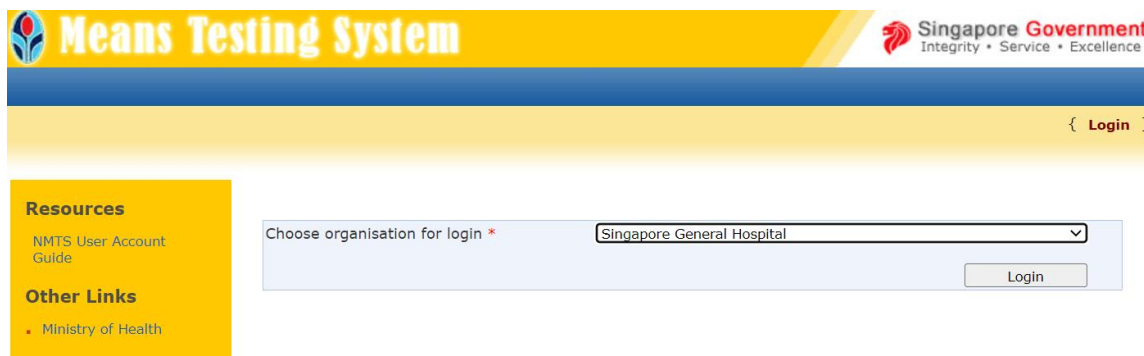 Means Testing System
Singapore Government
Integrity • Service • Excellence
{ Login }
Resources
NMTS User Account
Guide
Other Links
▪ Ministry of Health
Choose organisation for login *
Singapore General Hospital
Login